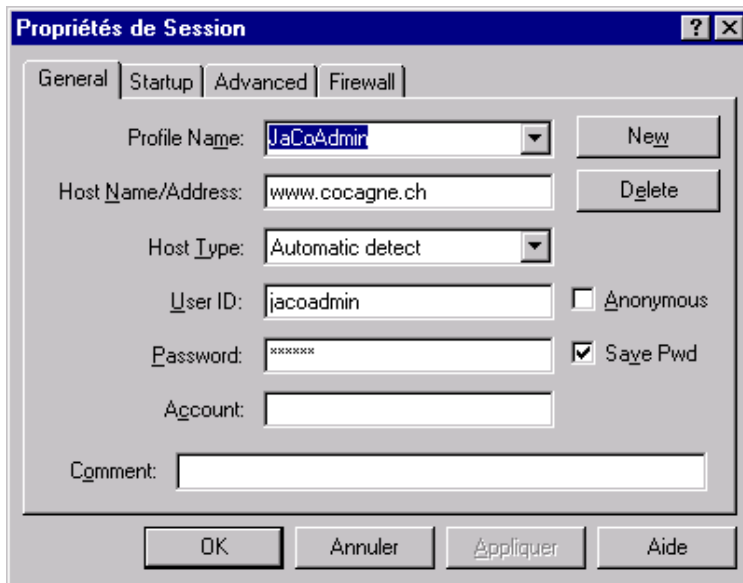 Propriétés de Session
General Startup Advanced Firewall
Profile Name: JaCoAdmin New
Host Name/Address: www.cocagne.ch Delete
Host Type: Automatic detect
User ID: jacoadmin Anonymous
Password: ****** Save Pwd
Account:
Comment:
OK Annuler Appliquer Aide